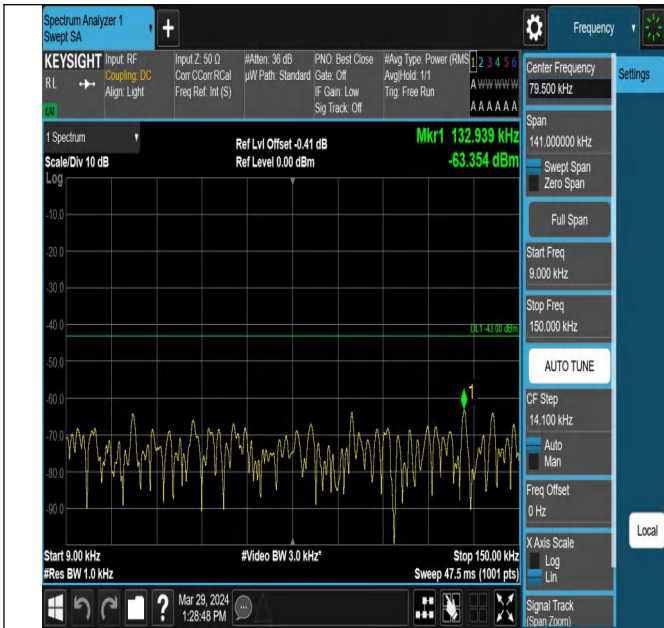 Spectrum Analyzer 1
Swept SA
+
Frequency
KEYSIGHT
RL
LXI
Input: RF
Coupling: DC
Align: Light
Input Z: 50 Ω
Corr CCorr RCal
Freq Ref: Int (S)
#Atten: 36 dB
µW Path: Standard
PNO: Best Close
Gate: Off
IF Gain: Low
Sig Track: Off
#Avg Type: Power (RMS
Avg|Hold: 1/1
Trig: Free Run
1 2 3 4 5 6
A W W W W W
A A A A A A
1 Spectrum
Scale/Div 10 dB
Ref Lvl Offset -0.41 dB
Ref Level 0.00 dBm
Mkr1 132.939 kHz
-63.354 dBm
Log
-10.0
-20.0
-30.0
-40.0
-50.0
-60.0
-70.0
-80.0
-90.0
DL1 -43.00 dBm
1
Start 9.00 kHz
#Res BW 1.0 kHz
#Video BW 3.0 kHz*
Stop 150.00 kHz
Sweep 47.5 ms (1001 pts)
?
Mar 29, 2024
1:28:48 PM
Center Frequency
79.500 kHz
Settings
Span
141.000000 kHz
Swept Span
Zero Span
Full Span
Start Freq
9.000 kHz
Stop Freq
150.000 kHz
AUTO TUNE
CF Step
14.100 kHz
Auto
Man
Freq Offset
0 Hz
X Axis Scale
Log
Lin
Local
Signal Track
(Span Zoom)